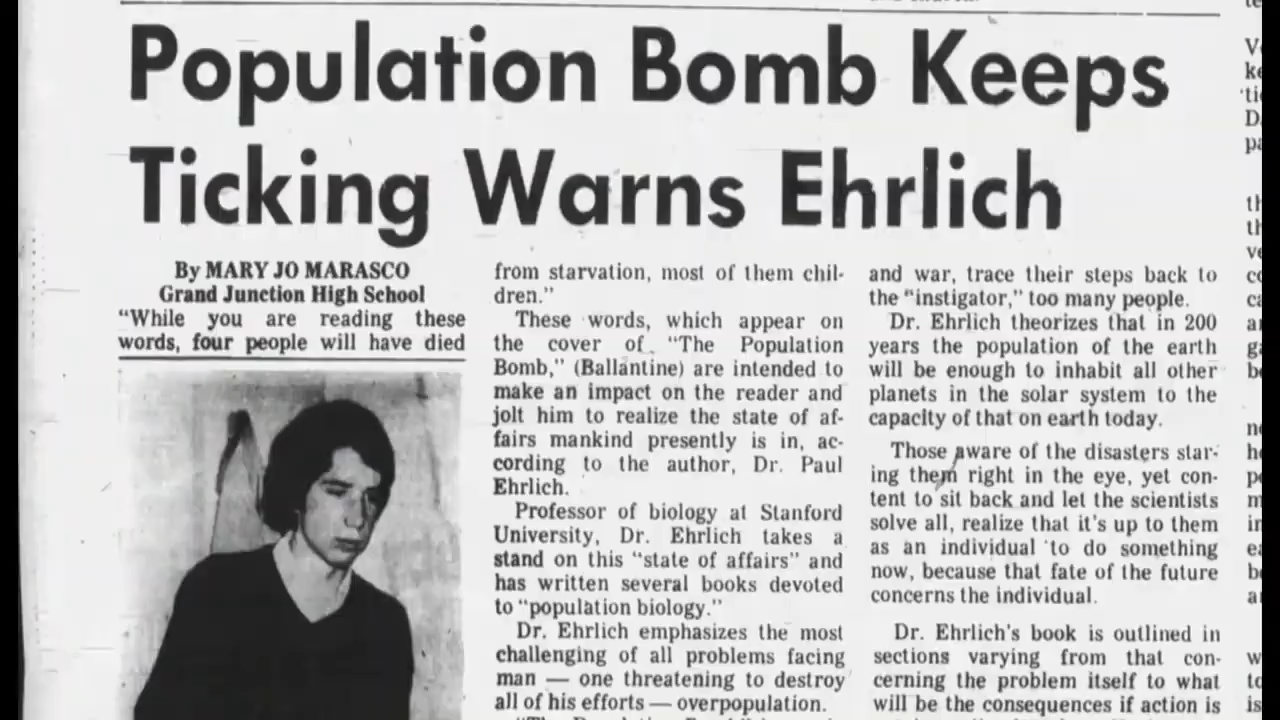 Population Bomb Keeps
Ticking Warns Ehrlich
By MARY JO MARASCO
Grand Junction High School
“While you are reading these
words, four people will have died
from starvation, most of them chil-
dren.”
These words, which appear on
the cover of “The Population
Bomb,” (Ballantine) are intended to
make an impact on the reader and
jolt him to realize the state of af-
fairs mankind presently is in, ac-
cording to the author, Dr. Paul
Ehrlich.
Professor of biology at Stanford
University, Dr. Ehrlich takes a
stand on this “state of affairs” and
has written several books devoted
to “population biology.”
Dr. Ehrlich emphasizes the most
challenging of all problems facing
man — one threatening to destroy
all of his efforts — overpopulation.
and war, trace their steps back to
the “instigator,” too many people.
Dr. Ehrlich theorizes that in 200
years the population of the earth
will be enough to inhabit all other
planets in the solar system to the
capacity of that on earth today.
Those aware of the disasters star-
ing them right in the eye, yet con-
tent to sit back and let the scientists
solve all, realize that it's up to them
as an individual to do something
now, because that fate of the future
concerns the individual.
Dr. Ehrlich's book is outlined in
sections varying from that con-
cerning the problem itself to what
will be the consequences if action is